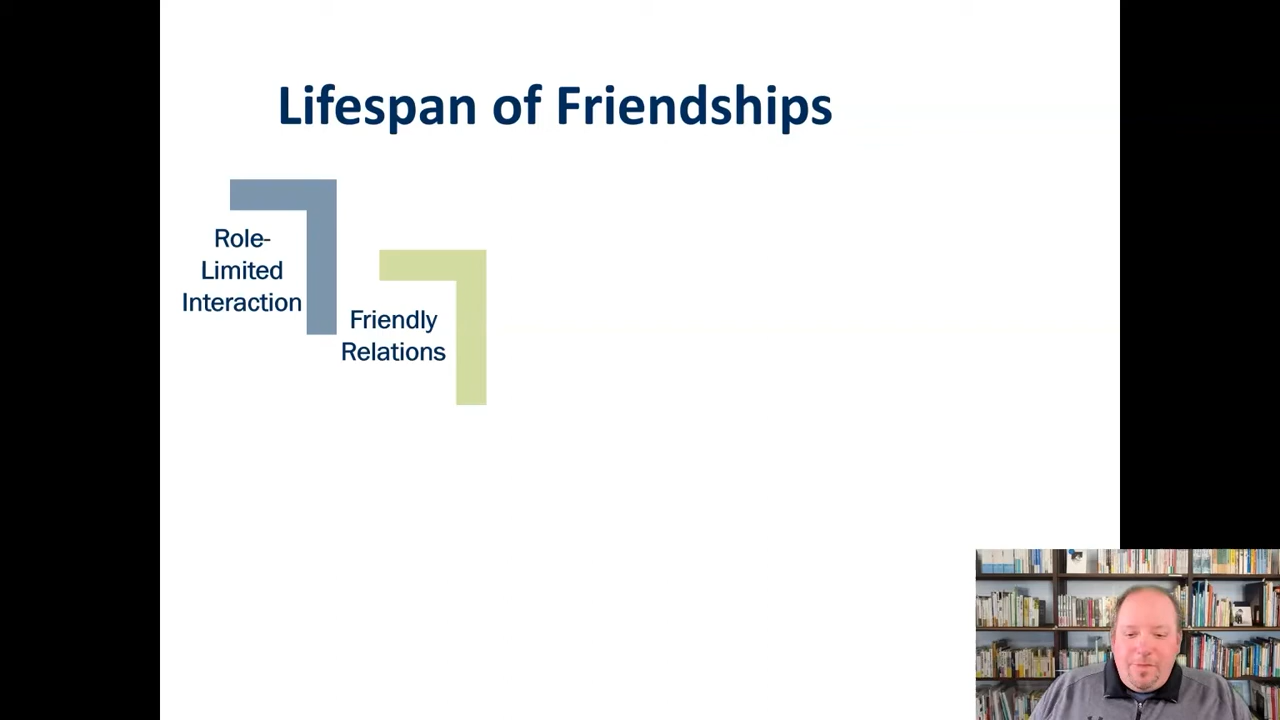 Lifespan of Friendships
Role-
Limited
Interaction
Friendly
Relations